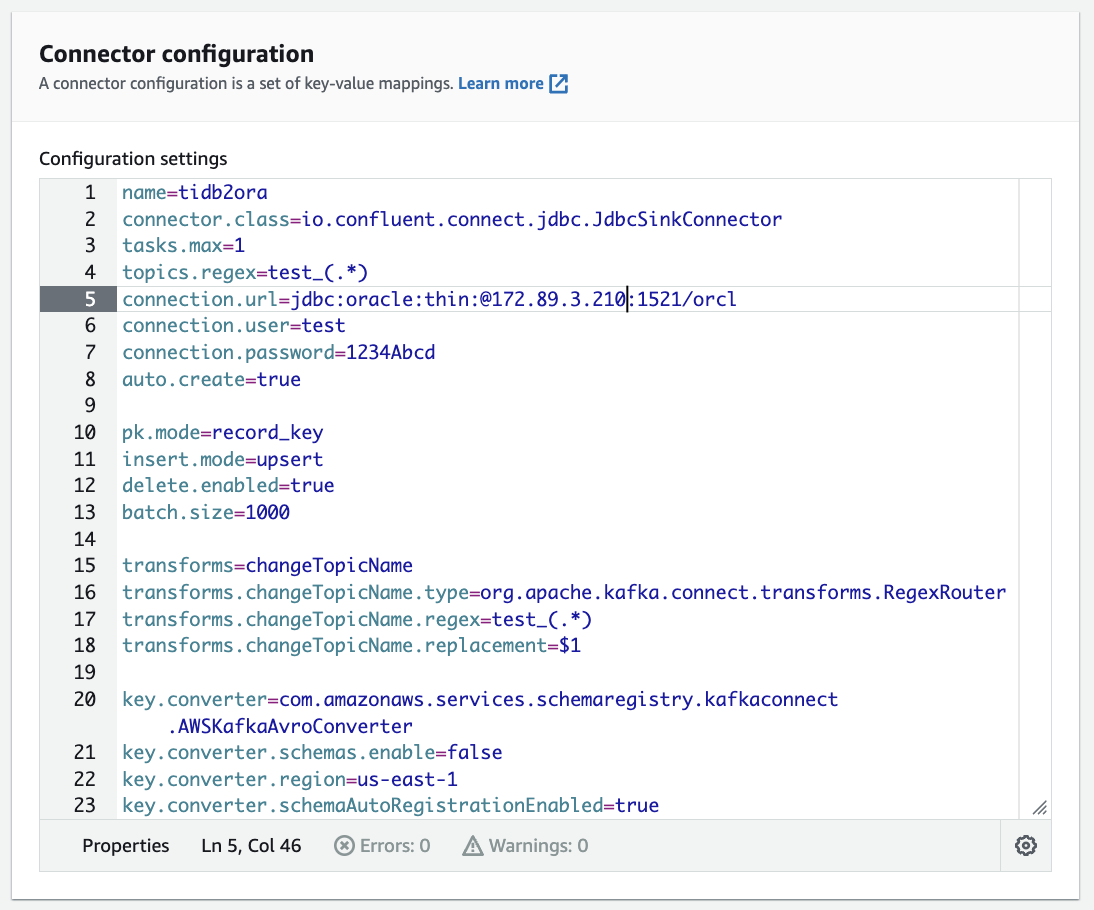 Connector configuration
A connector configuration is a set of key-value mappings. Learn more
Configuration settings
1 name=tidb2ora
2 connector.class=io.confluent.connect.jdbc.JdbcSinkConnector
3 tasks.max=1
4 topics.regex=test_(.*)
5 connection.url=jdbc:oracle:thin:@172.89.3.210:1521/orcl
6 connection.user=test
7 connection.password=1234Abcd
8 auto.create=true
9
10 pk.mode=record_key
11 insert.mode=upsert
12 delete.enabled=true
13 batch.size=1000
14
15 transforms=changeTopicName
16 transforms.changeTopicName.type=org.apache.kafka.connect.transforms.RegexRouter
17 transforms.changeTopicName.regex=test_(.*)
18 transforms.changeTopicName.replacement=$1
19
20 key.converter=com.amazonaws.services.schemaregistry.kafkaconnect
.AWSKafkaAvroConverter
21 key.converter.schemas.enable=false
22 key.converter.region=us-east-1
23 key.converter.schemaAutoRegistrationEnabled=true
Properties Ln 5, Col 46 Errors: 0 Warnings: 0